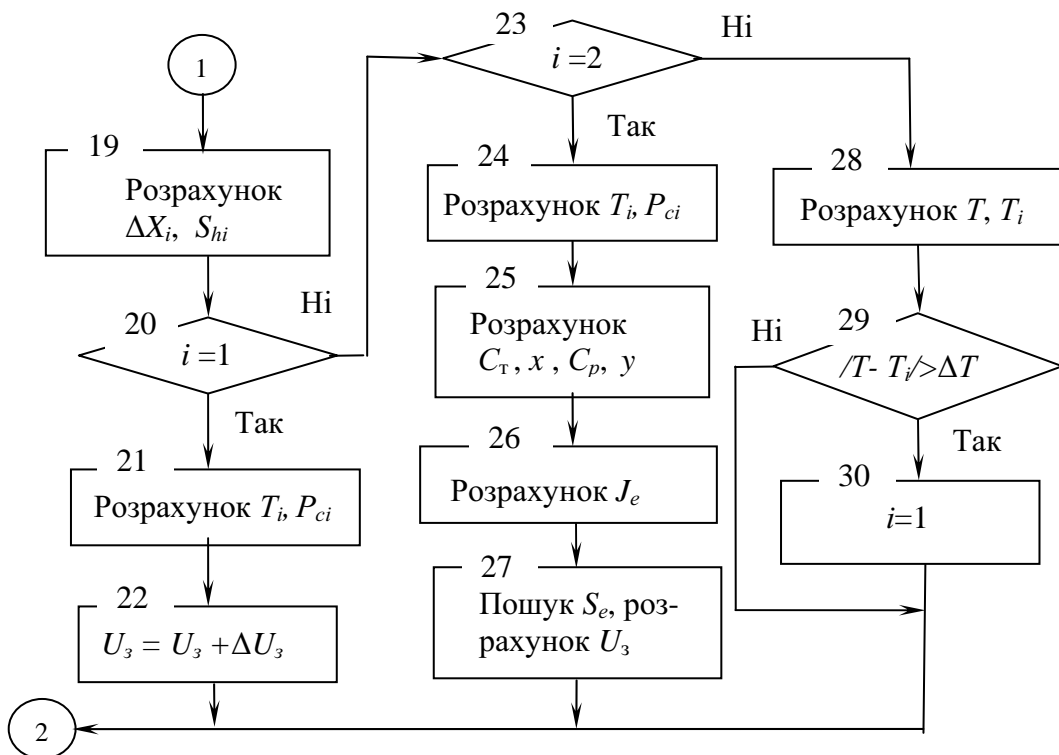 1
19
Розрахунок
ΔXi, Shi
20
i =1
Ні
Так
21
Розрахунок Ti, Pci
22
Uз = Uз +ΔUз
2
23
i =2
Ні
Так
24
Розрахунок Ti, Pci
25
Розрахунок
Cт , x , Cp, y
26
Розрахунок Je
27
Пошук Se, роз-
рахунок Uз
28
Розрахунок T, Ti
29
Ні
/T- Ti/>ΔT
Так
30
i=1